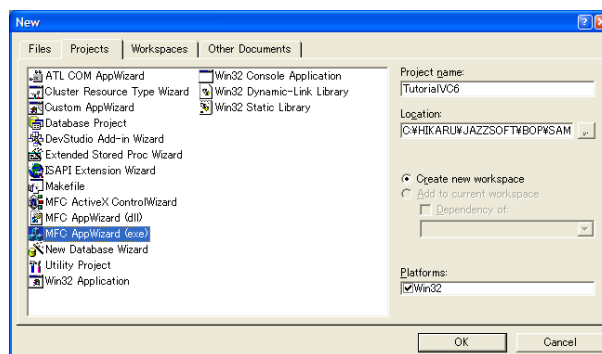 New
Files Projects Workspaces Other Documents
ATL COM AppWizard
Cluster Resource Type Wizard
Custom AppWizard
Database Project
DevStudio Add-in Wizard
Extended Stored Proc Wizard
ISAPI Extension Wizard
Makefile
MFC ActiveX ControlWizard
MFC AppWizard (dll)
MFC AppWizard (exe)
New Database Wizard
Utility Project
Win32 Application
Win32 Console Application
Win32 Dynamic-Link Library
Win32 Static Library
Project name:
TutorialVC6
Location:
C:¥HIKARU¥JAZZSOFT¥BOP¥SAM
...
Create new workspace
Add to current workspace
Dependency of:
Platforms:
Win32
OK Cancel